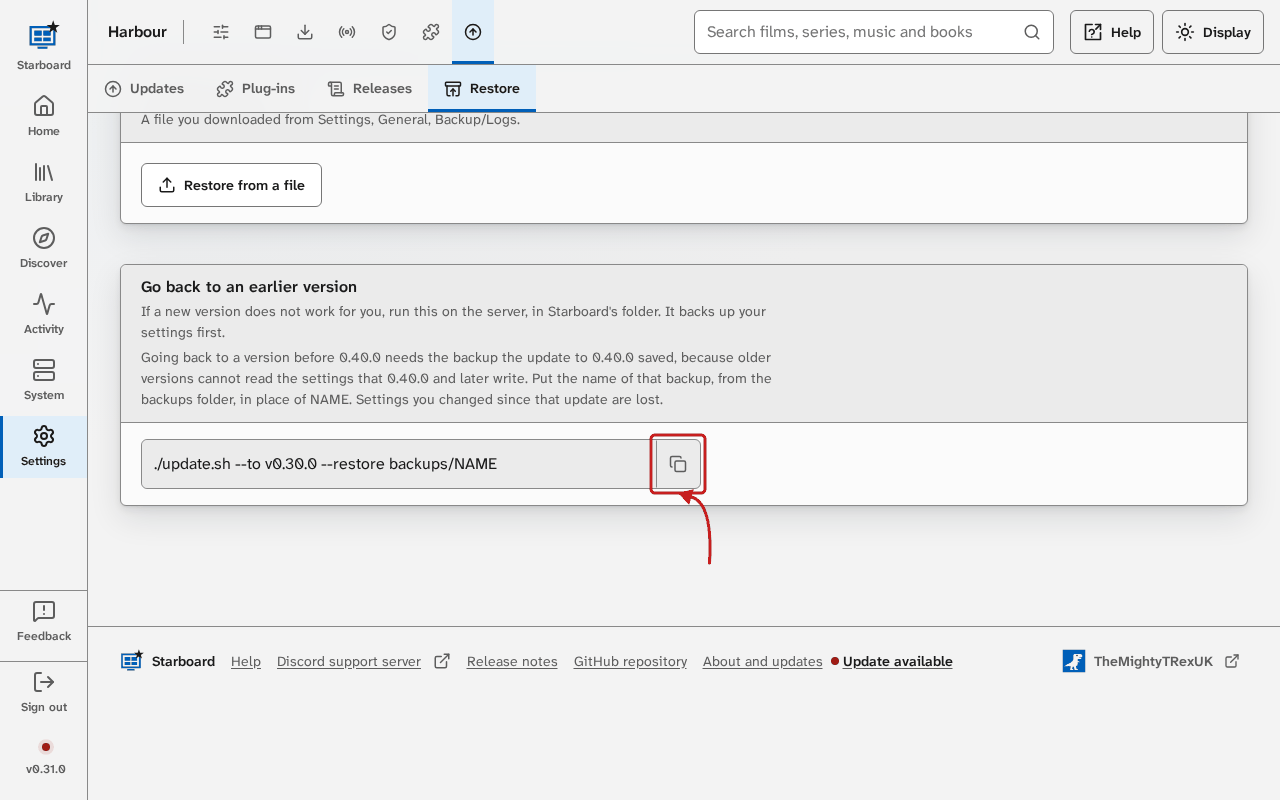 Starboard
Home
Library
Discover
Activity
System
Settings
Feedback
Sign out
v0.31.0
Harbour
Search films, series, music and books
Help
Display
Updates
Plug-ins
Releases
Restore
A file you downloaded from Settings, General, Backup/Logs.
Restore from a file
Go back to an earlier version
If a new version does not work for you, run this on the server, in Starboard's folder. It backs up your
settings first.
Going back to a version before 0.40.0 needs the backup the update to 0.40.0 saved, because older
versions cannot read the settings that 0.40.0 and later write. Put the name of that backup, from the
backups folder, in place of NAME. Settings you changed since that update are lost.
./update.sh --to v0.30.0 --restore backups/NAME
Starboard
Help
Discord support server
Release notes
GitHub repository
About and updates
Update available
TheMightyTRexUK